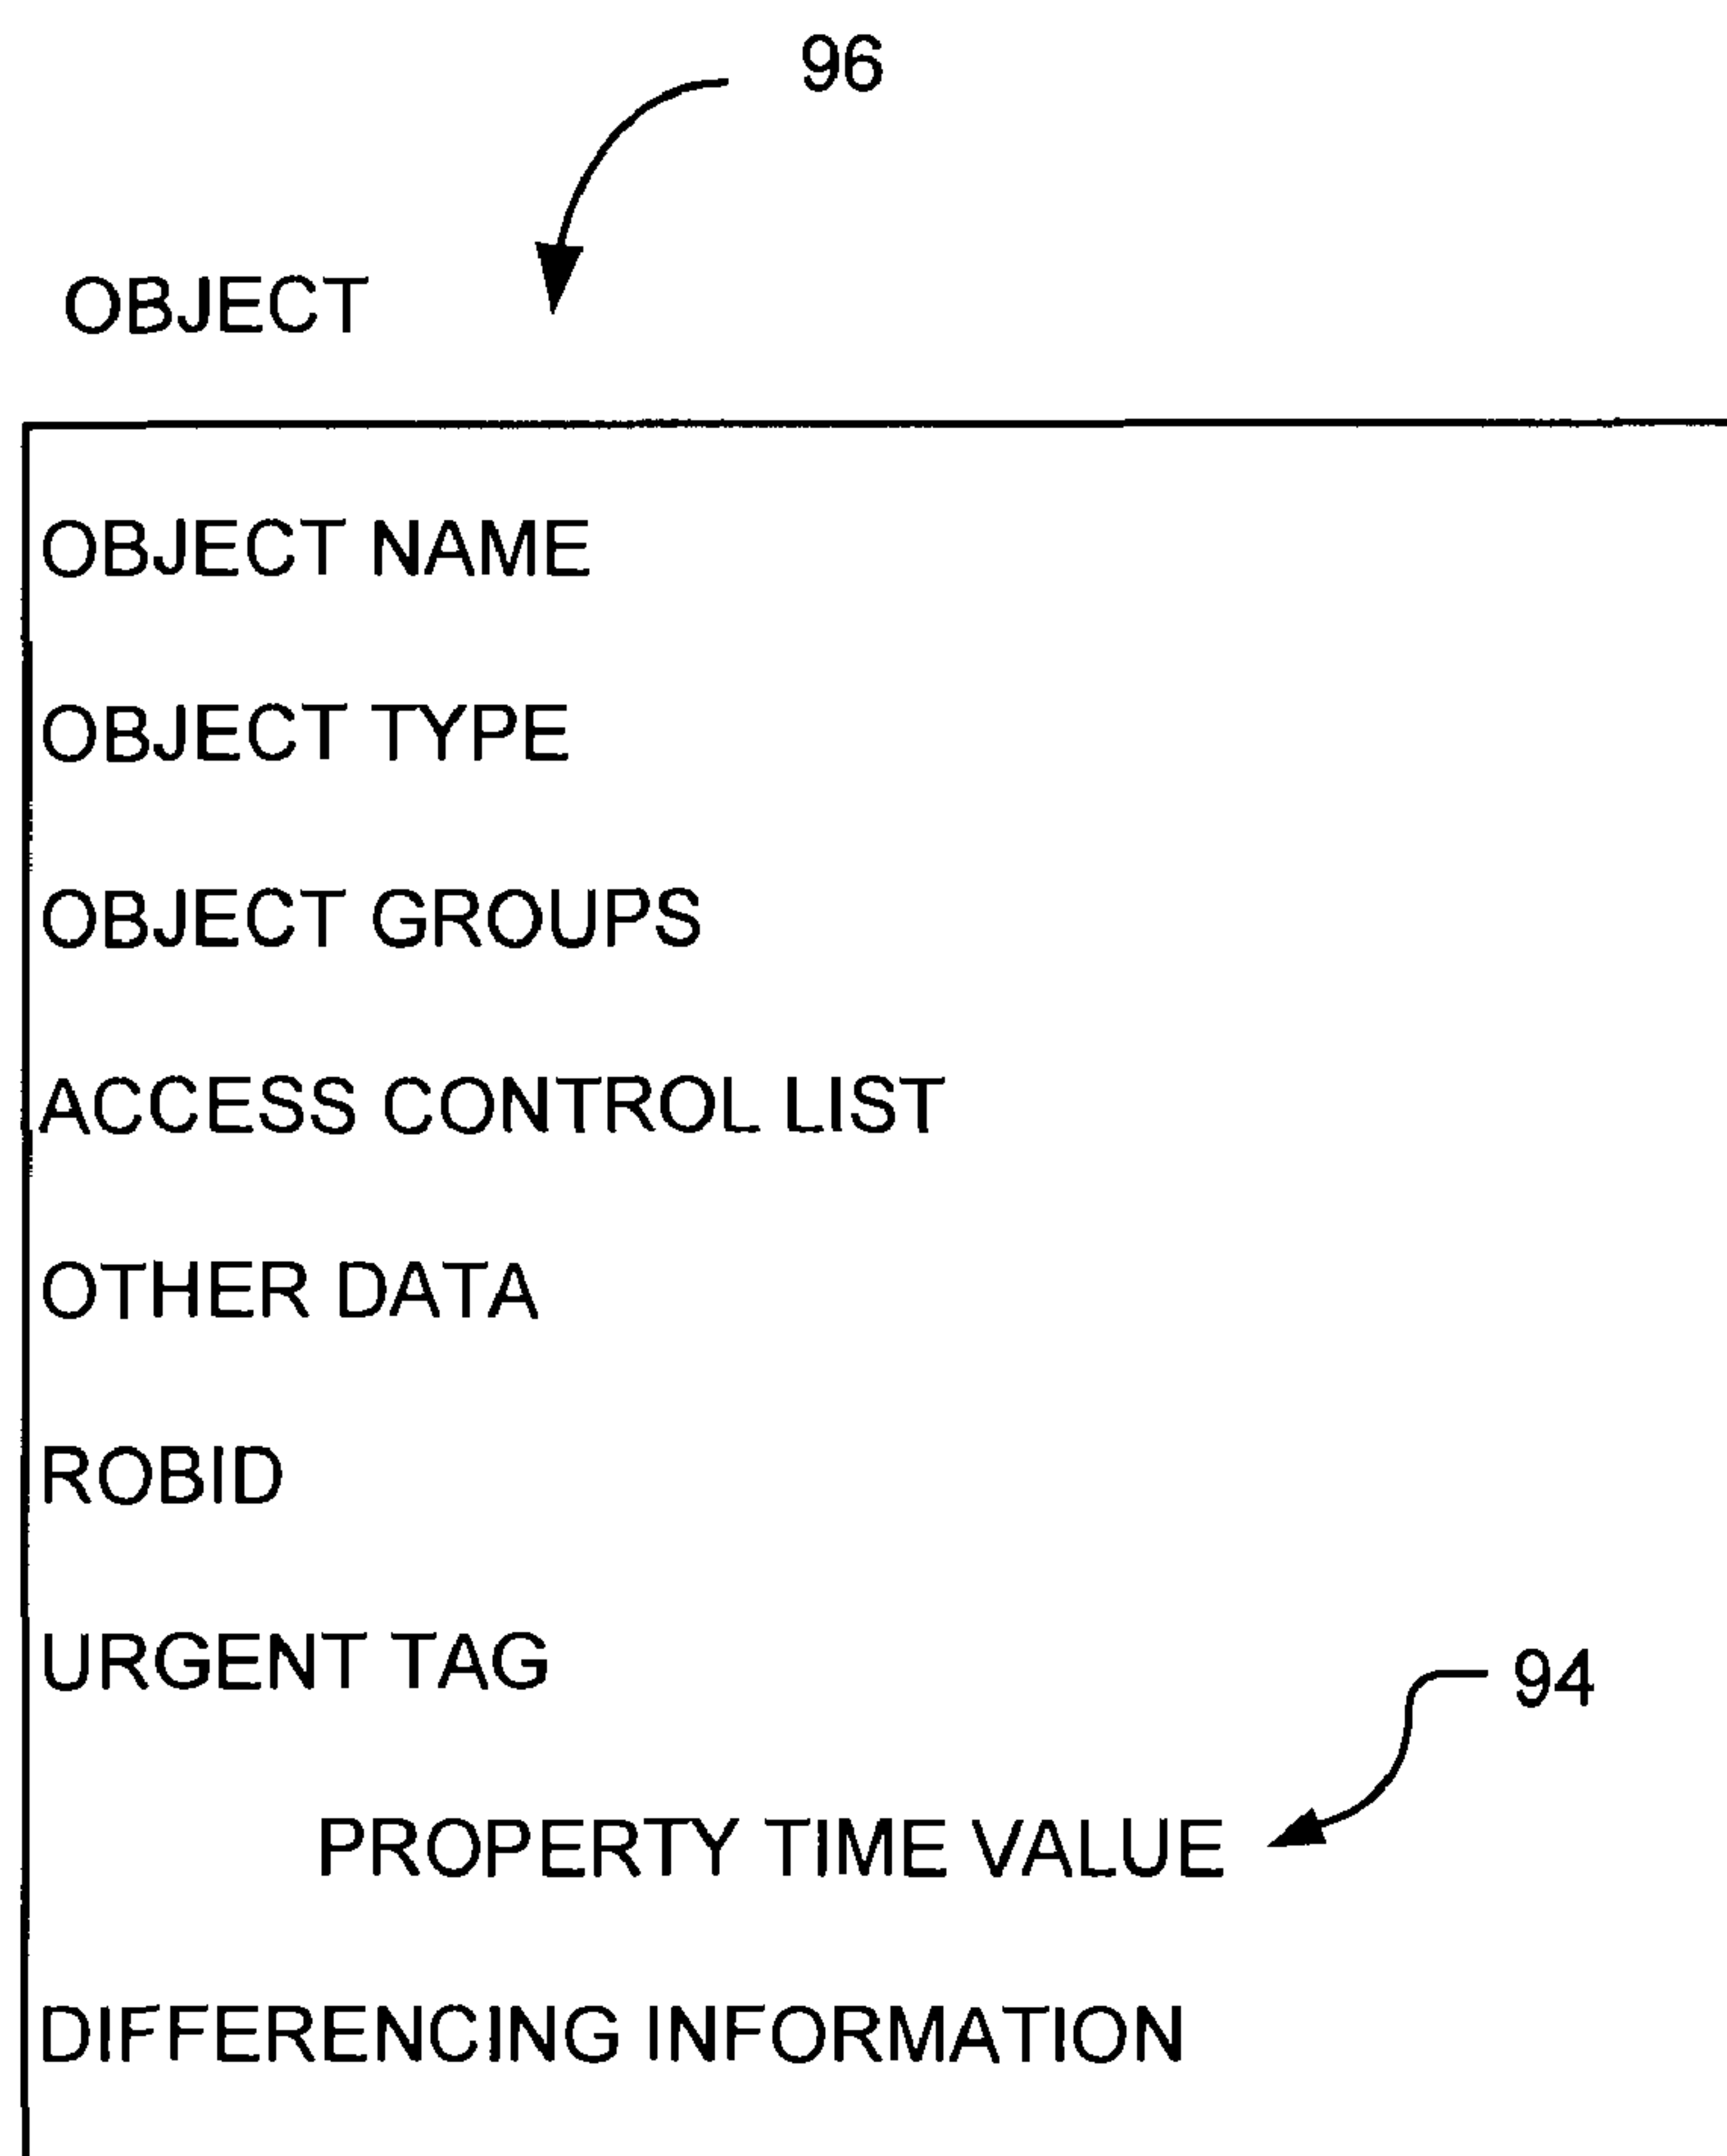 96
OBJECT
OBJECT NAME
OBJECT TYPE
OBJECT GROUPS
ACCESS CONTROL LIST
OTHER DATA
ROBID
URGENT TAG
94
PROPERTY TIME VALUE
DIFFERENCING INFORMATION